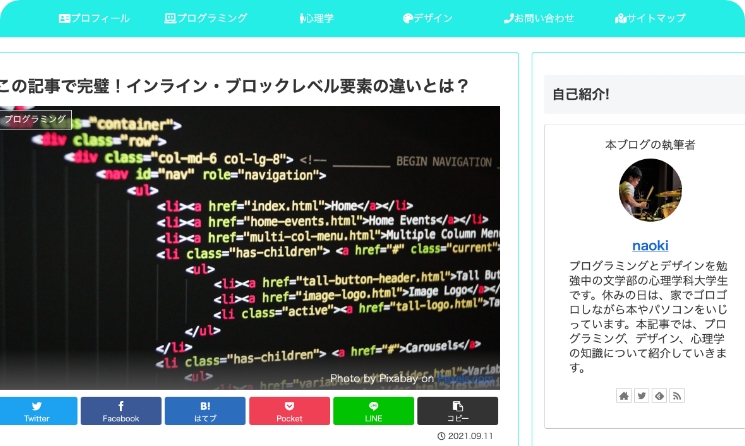 プロフィール プログラミング 心理学 デザイン お問い合わせ サイトマップ
この記事で完璧！インライン・ブロックレベル要素の違いとは？
プログラミング
="container">
<div class="row">
<div class="col-md-6 col-lg-8"> <!-- BEGIN NAVIGATION
<nav id="nav" role="navigation">
<ul>
<li><a href="index.html">Home</a></li>
<li><a href="home-events.html">Home Events</a></li>
<li><a href="multi-col-menu.html">Multiple Column Men
<li class="has-children"> <a href="#" class="current"
<ul>
<li><a href="tall-button-header.html">Tall But
<li><a href="image-logo.html">Image Logo</a></
<li class="active"><a href="tall-logo.html">Ta
</ul>
</li>
<li class="has-children"> <a href="#">Carousels</a>
Photo by Pixabay on
Twitter Facebook はてブ LINE コピー
2021.09.11
自己紹介!
本ブログの執筆者
naoki
プログラミングとデザインを勉
強中の文学部の心理学科大学生
です。休みの日は、家でゴロゴ
ロしながら本やパソコンをいじ
っています。本記事では、プロ
グラミング、デザイン、心理学
の知識について紹介していきま
す。